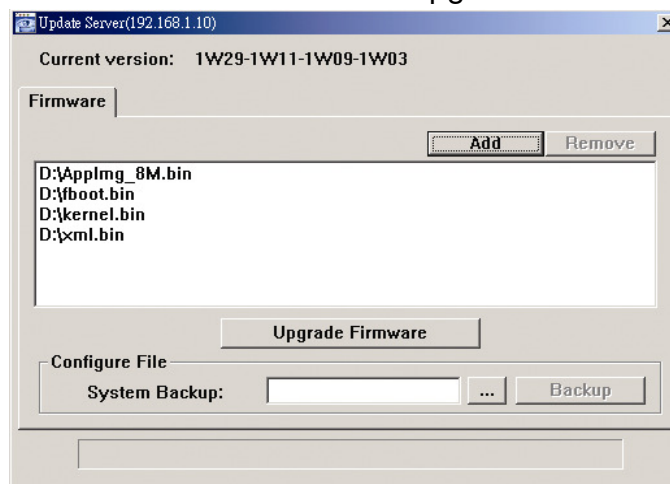 Update Server(192.168.1.10)
Current version: 1W29-1W11-1W09-1W03
Firmware
Add Remove
D:\AppImg_8M.bin
D:\fboot.bin
D:\kernel.bin
D:\xml.bin
Upgrade Firmware
Configure File
System Backup: ... Backup